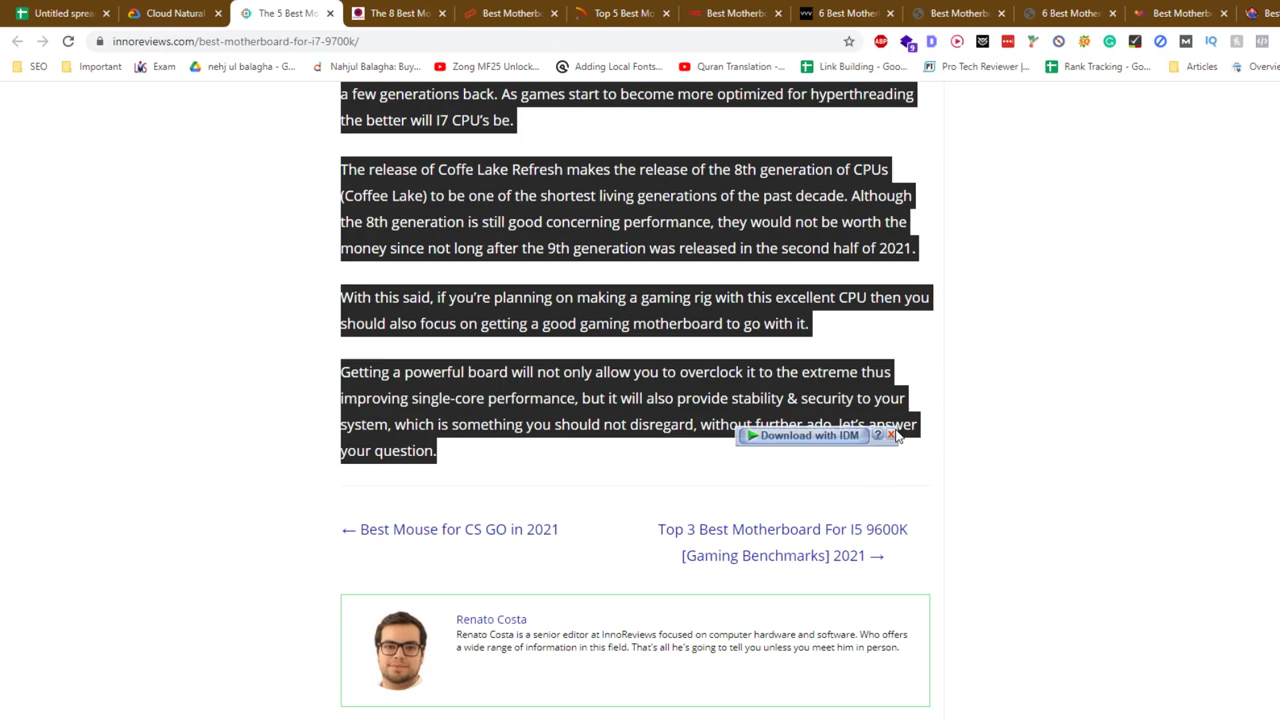 Untitled sprea
Cloud Natural
The 5 Best Mo
The 8 Best Mo
Best Motherbo
Top 5 Best Mo
Best Motherbo
6 Best Mother
Best Motherb
6 Best Mothe
Best Motherb
Best Mo
innoreviews.com/best-motherboard-for-i7-9700k/
SEO
Important
Exam
nehj ul balagha - G...
Nahjul Balagha: Buy...
Zong MF25 Unlock...
Adding Local Fonts...
Quran Translation -...
Link Building - Goo...
Pro Tech Reviewer |...
Rank Tracking - Go...
Articles
Overvie
a few generations back. As games start to become more optimized for hyperthreading
the better will I7 CPU's be.
The release of Coffe Lake Refresh makes the release of the 8th generation of CPUs
(Coffee Lake) to be one of the shortest living generations of the past decade. Although
the 8th generation is still good concerning performance, they would not be worth the
money since not long after the 9th generation was released in the second half of 2021.
With this said, if you're planning on making a gaming rig with this excellent CPU then you
should also focus on getting a good gaming motherboard to go with it.
Getting a powerful board will not only allow you to overclock it to the extreme thus
improving single-core performance, but it will also provide stability & security to your
system, which is something you should not disregard, without further ado, let's answer
Download with IDM
your question.
← Best Mouse for CS GO in 2021
Top 3 Best Motherboard For I5 9600K
[Gaming Benchmarks] 2021 →
Renato Costa
Renato Costa is a senior editor at InnoReviews focused on computer hardware and software. Who offers
a wide range of information in this field. That's all he's going to tell you unless you meet him in person.